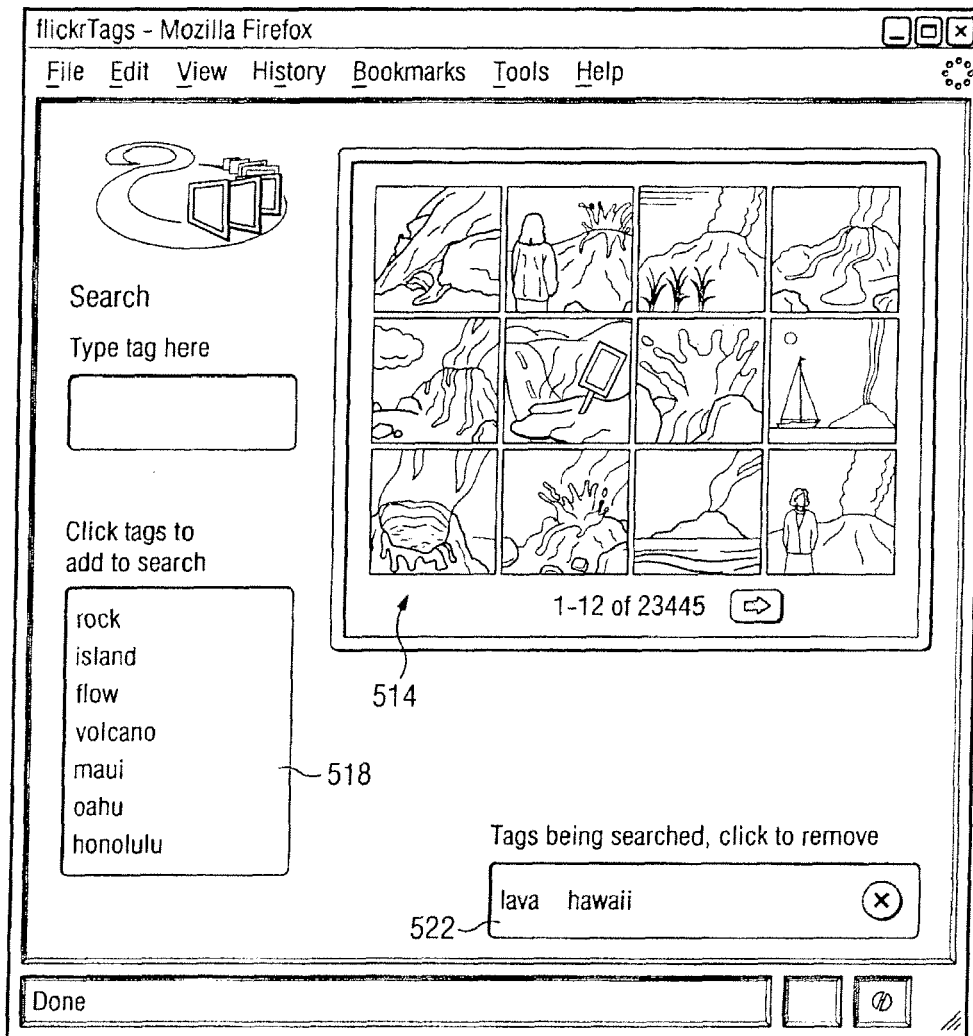 flickrTags - Mozilla Firefox
File Edit View History Bookmarks Tools Help
Search
Type tag here
Click tags to
add to search
rock
island
flow
volcano
maui
oahu
honolulu
518
1-12 of 23445
514
Tags being searched, click to remove
lava hawaii
522
Done